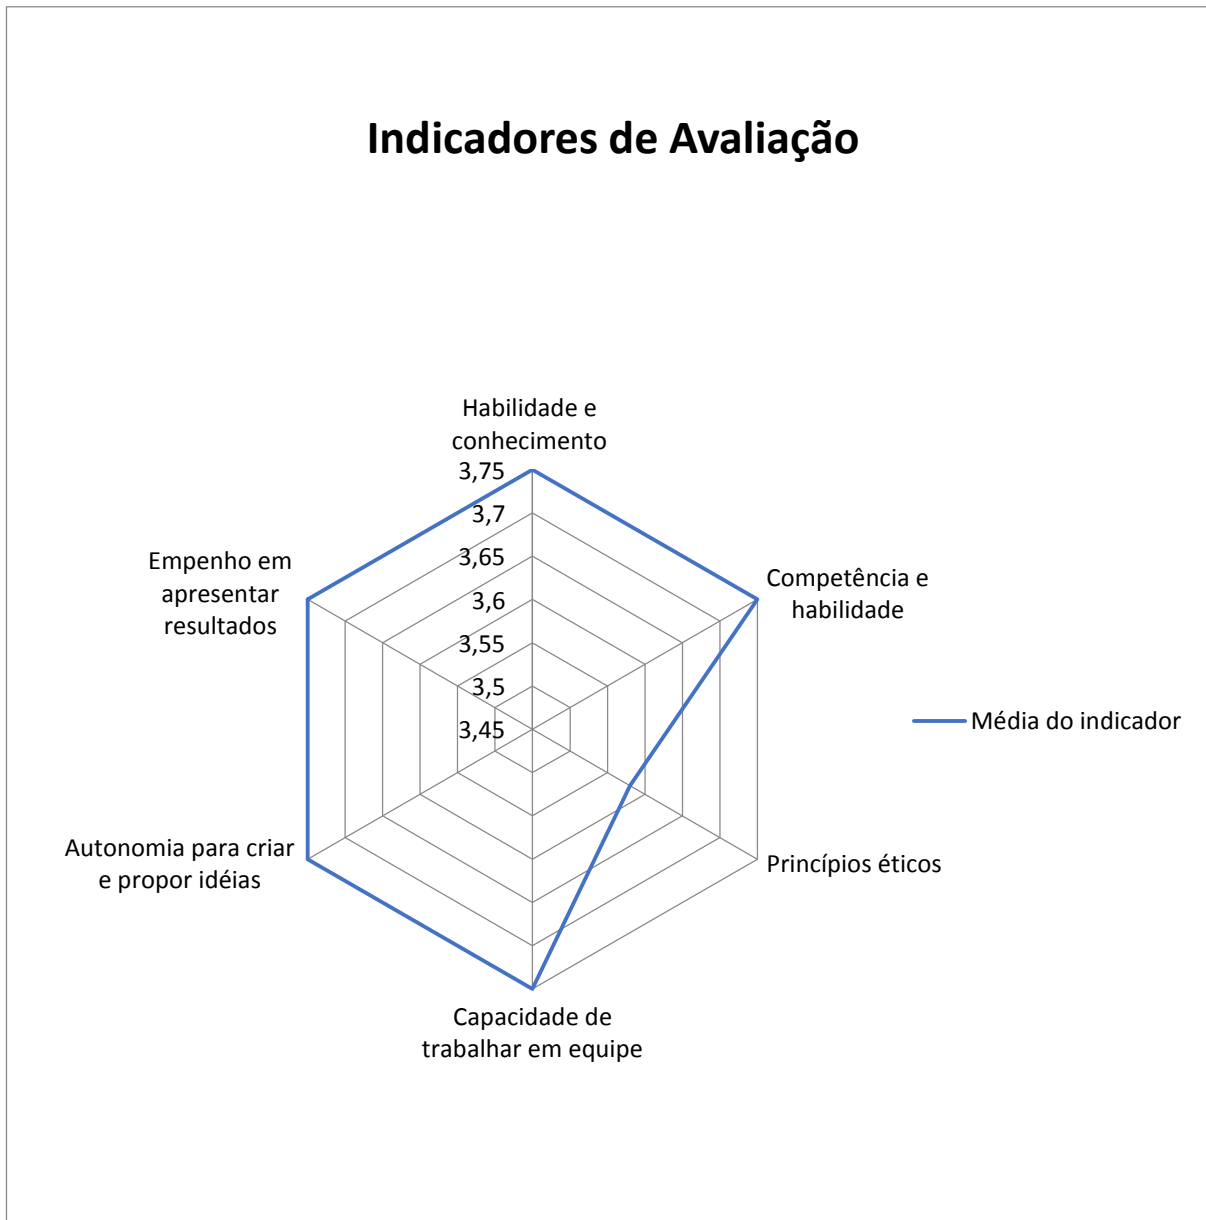 Indicadores de Avaliação
Habilidade e
conhecimento
3,75
3,7
3,65
3,6
3,55
3,5
3,45
Competência e
habilidade
Princípios éticos
Capacidade de
trabalhar em equipe
Autonomia para criar
e propor idéias
Empenho em
apresentar
resultados
Média do indicador